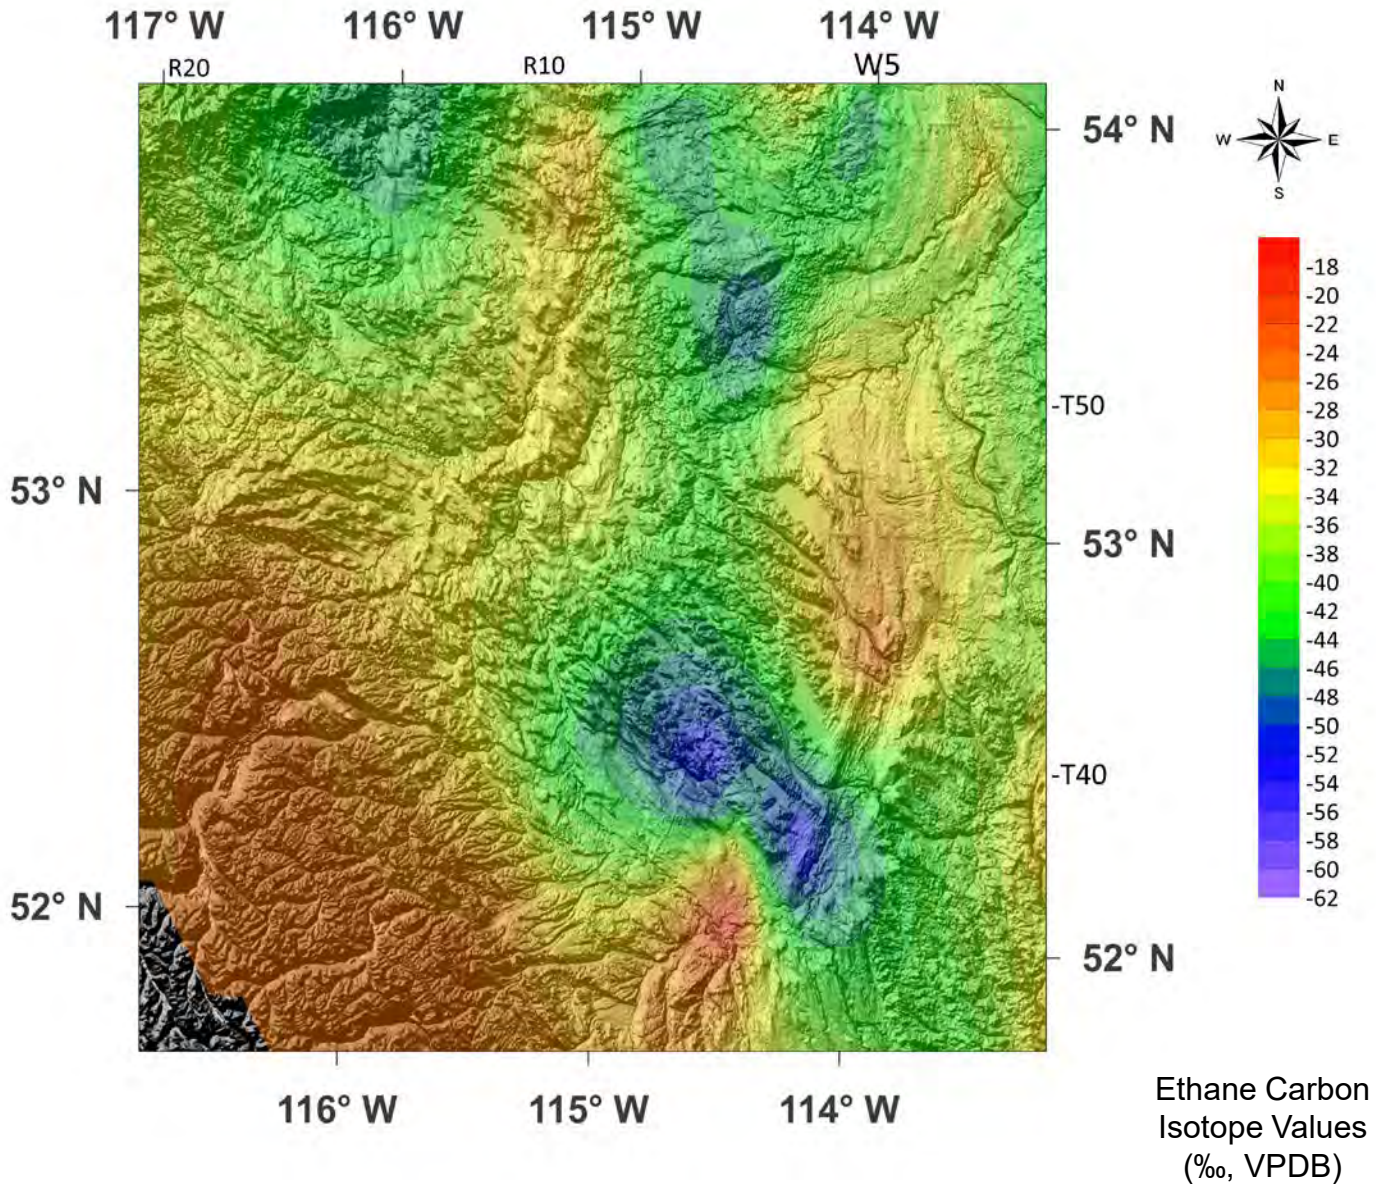 117° W 116° W 115° W 114° W
R20 R10 W5
N
W E
S
54° N
-18
-20
-22
-24
-26
-28
-30
-32
-34
-36
-38
-40
-42
-44
-46
-48
-50
-52
-54
-56
-58
-60
-62
-T50
53° N
53° N
-T40
52° N
52° N
116° W 115° W 114° W
Ethane Carbon
Isotope Values
(‰, VPDB)